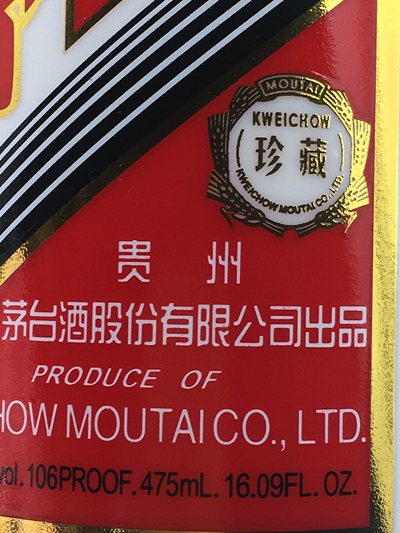 MOUTAI
KWEICHOW
珍藏
KWEICHOW MOUTAI CO., LTD.
贵州
茅台酒股份有限公司出品
PRODUCE OF
HOW MOUTAI CO., LTD.
vol. 106PROOF. 475mL. 16.09FL. OZ.